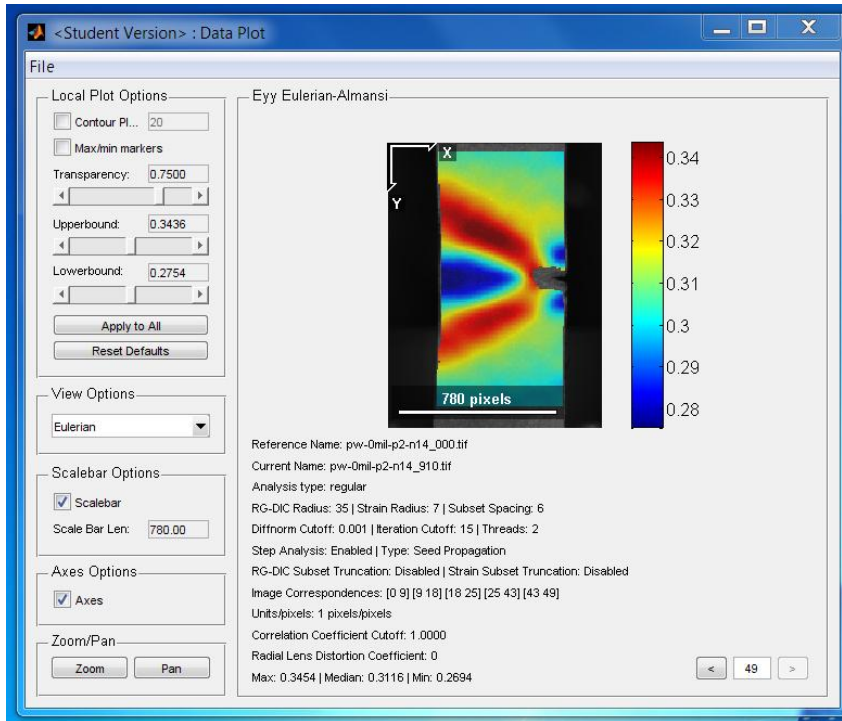 <Student Version> : Data Plot
File
Local Plot Options
Contour Pl... 20
Max/min markers
Transparency: 0.7500
Upperbound: 0.3436
Lowerbound: 0.2754
Apply to All
Reset Defaults
View Options
Eulerian
Scalebar Options
Scalebar
Scale Bar Len: 780.00
Axes Options
Axes
Zoom/Pan
Zoom Pan
Eyy Eulerian-Almansi
X
Y
780 pixels
0.34
0.33
0.32
0.31
0.3
0.29
0.28
Reference Name: pw-0mil-p2-n14_000.tif
Current Name: pw-0mil-p2-n14_910.tif
Analysis type: regular
RG-DIC Radius: 35 | Strain Radius: 7 | Subset Spacing: 6
Diffnorm Cutoff: 0.001 | Iteration Cutoff: 15 | Threads: 2
Step Analysis: Enabled | Type: Seed Propagation
RG-DIC Subset Truncation: Disabled | Strain Subset Truncation: Disabled
Image Correspondences: [0 9] [9 18] [18 25] [25 43] [43 49]
Units/pixels: 1 pixels/pixels
Correlation Coefficient Cutoff: 1.0000
Radial Lens Distortion Coefficient: 0
Max: 0.3454 | Median: 0.3116 | Min: 0.2694
< 49 >